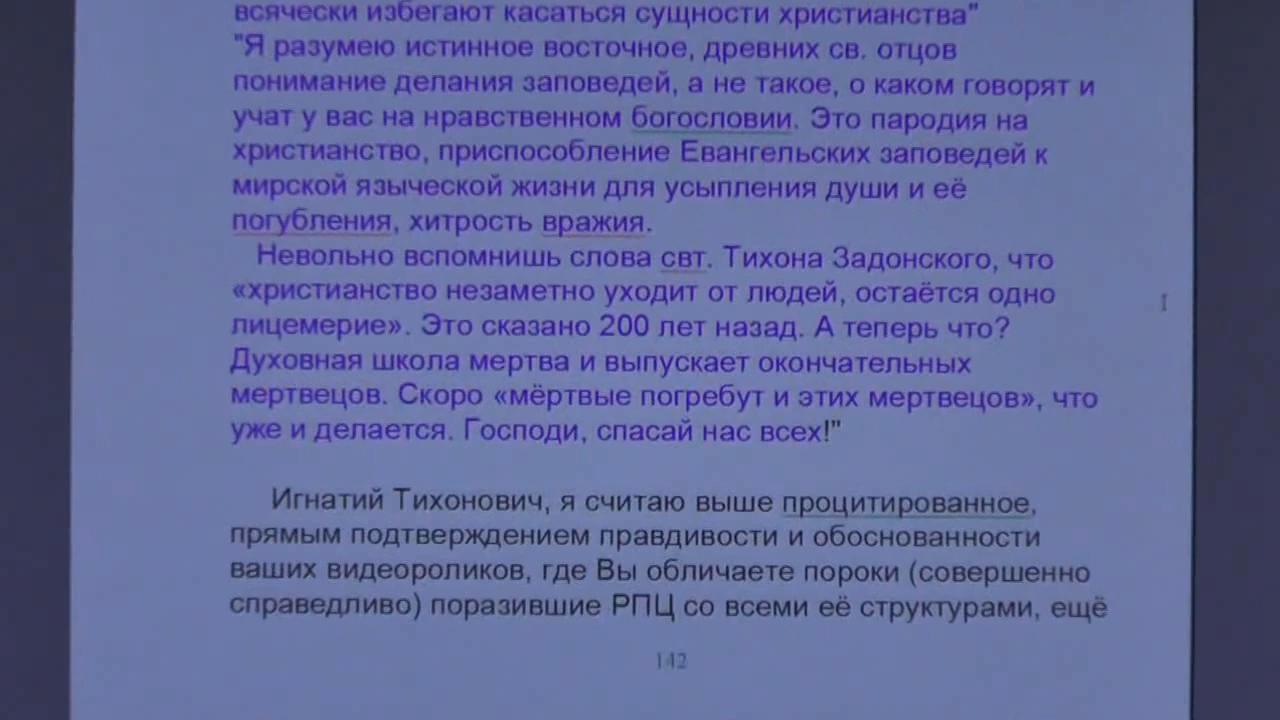 всячески избегают касаться сущности христианства"
"Я разумею истинное восточное, древних св. отцов
понимание делания заповедей, а не такое, о каком говорят и
учат у вас на нравственном богословии. Это пародия на
христианство, приспособление Евангельских заповедей к
мирской языческой жизни для усыпления души и её
погубления, хитрость вражия.
Невольно вспомнишь слова свт. Тихона Задонского, что
«христианство незаметно уходит от людей, остаётся одно
лицемерие». Это сказано 200 лет назад. А теперь что?
Духовная школа мертва и выпускает окончательных
мертвецов. Скоро «мёртвые погребут и этих мертвецов», что
уже и делается. Господи, спасай нас всех!"
Игнатий Тихонович, я считаю выше процитированное,
прямым подтверждением правдивости и обоснованности
ваших видеороликов, где Вы обличаете пороки (совершенно
справедливо) поразившие РПЦ со всеми её структурами, ещё
142